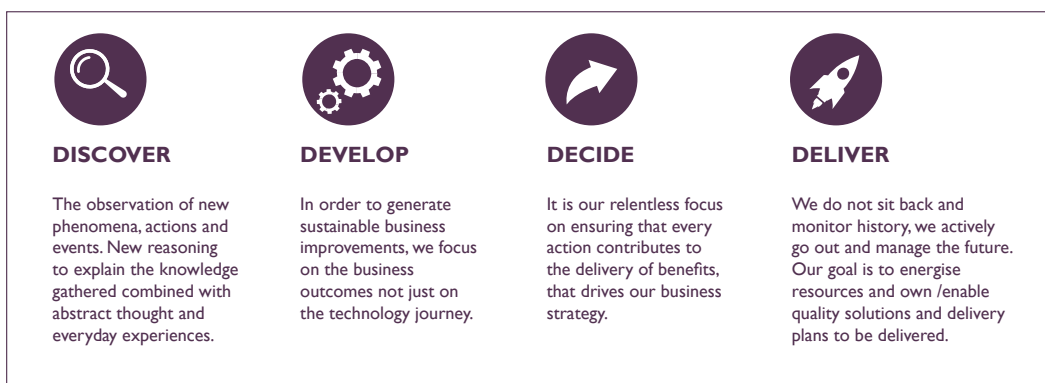 DISCOVER
The observation of new
phenomena, actions and
events. New reasoning
to explain the knowledge
gathered combined with
abstract thought and
everyday experiences.
DEVELOP
In order to generate
sustainable business
improvements, we focus
on the business
outcomes not just on
the technology journey.
DECIDE
It is our relentless focus
on ensuring that every
action contributes to
the delivery of benefits,
that drives our business
strategy.
DELIVER
We do not sit back and
monitor history, we actively
go out and manage the future.
Our goal is to energise
resources and own /enable
quality solutions and delivery
plans to be delivered.